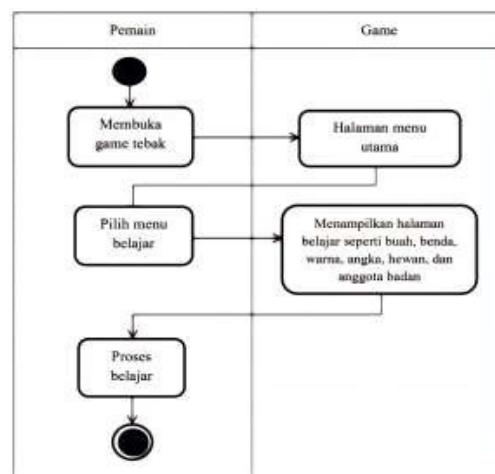 Pemain
Game
Membuka
game tebak
Halaman menu
utama
Pilih menu
belajar
Menampilkan halaman
belajar seperti buah, benda,
warna, angka, hewan, dan
anggota badan
Proses
belajar